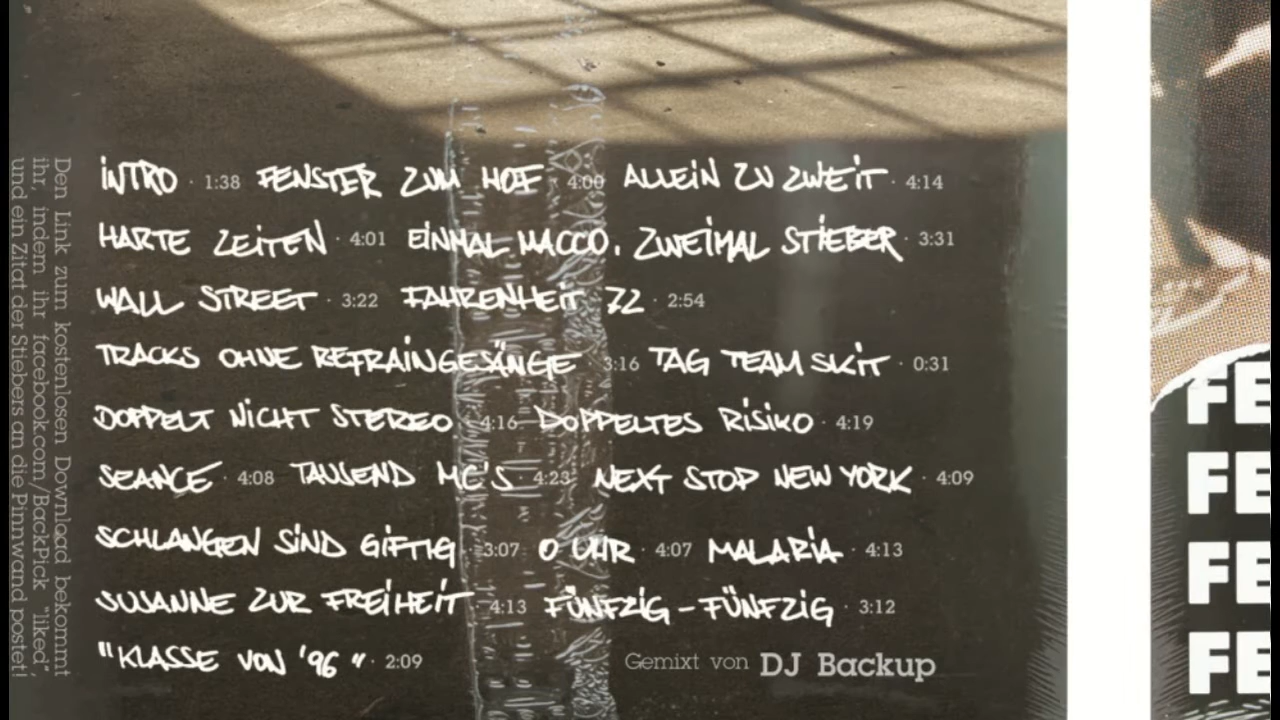 INTRO · 1:38 FENSTER ZUM HOF · 4:00 ALLEIN ZU ZWEIT · 4:14
HARTE ZEITEN · 4:01 EINMAL MACCO, ZWEIMAL STIEBER · 3:31
WALL STREET · 3:22 FAHRENHEIT 72 · 2:54
TRACKS OHNE REFRAINGESÄNGE · 3:16 TAG TEAM SKIT · 0:31
DOPPELT NICHT STEREO · 4:16 DOPPELTES RISIKO · 4:19
SEANCE · 4:08 TAUSEND MC'S · 4:23 NEXT STOP NEW YORK · 4:09
SCHLANGEN SIND GIFTIG · 3:07 0 UHR · 4:07 MALARIA · 4:13
SUSANNE ZUR FREIHEIT · 4:13 FÜNFZIG-FÜNFZIG · 3:12
"KLASSE VON '96" · 2:09
Gemixt von DJ Backup
Den Link zum kostenlosen Download bekommt
ihr, indem ihr facebook.com/BackPick "liked",
und ein Zitat der Stiebers an die Pinnwand postet!
FE
FE
FE
FE